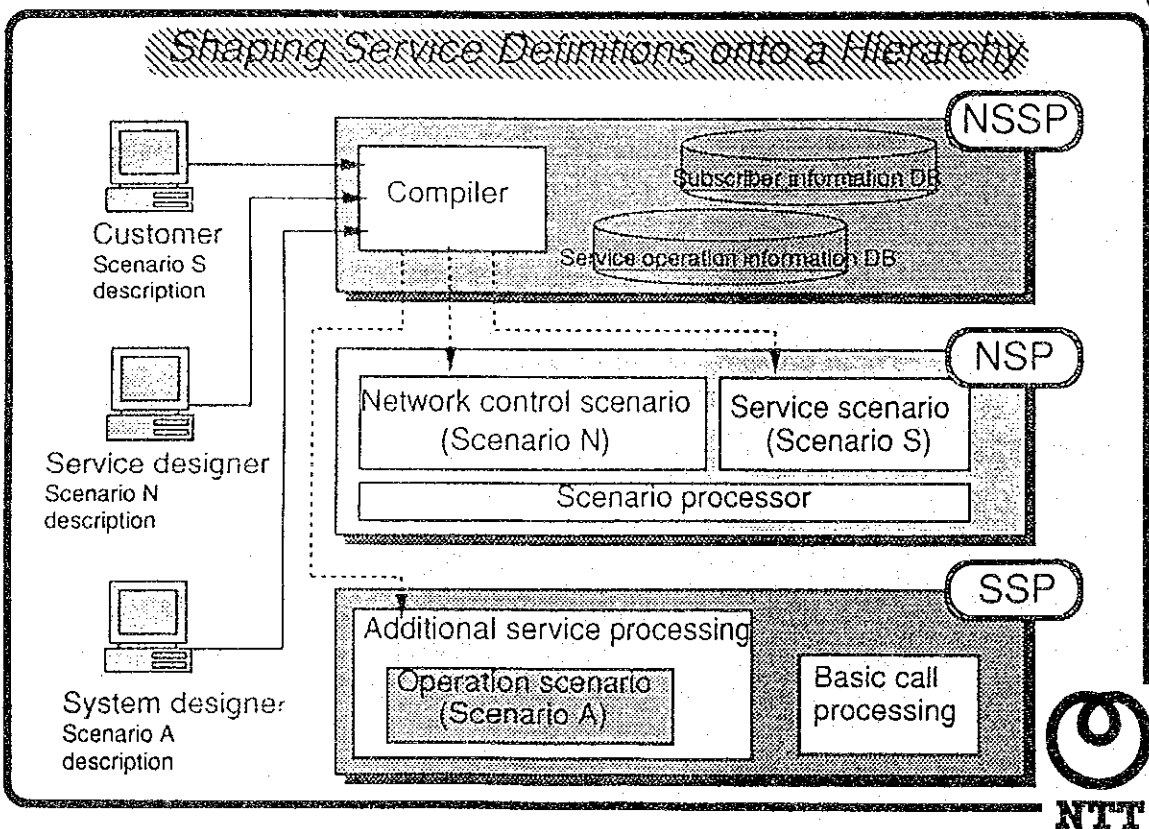 Shaping Service Definitions onto a Hierarchy
NSSP
Compiler
Subscriber information DB
Service operation information DB
Customer
Scenario S
description
NSP
Network control scenario
(Scenario N)
Service scenario
(Scenario S)
Scenario processor
Service designer
Scenario N
description
SSP
Additional service processing
Operation scenario
(Scenario A)
Basic call
processing
System designer
Scenario A
description
NTT